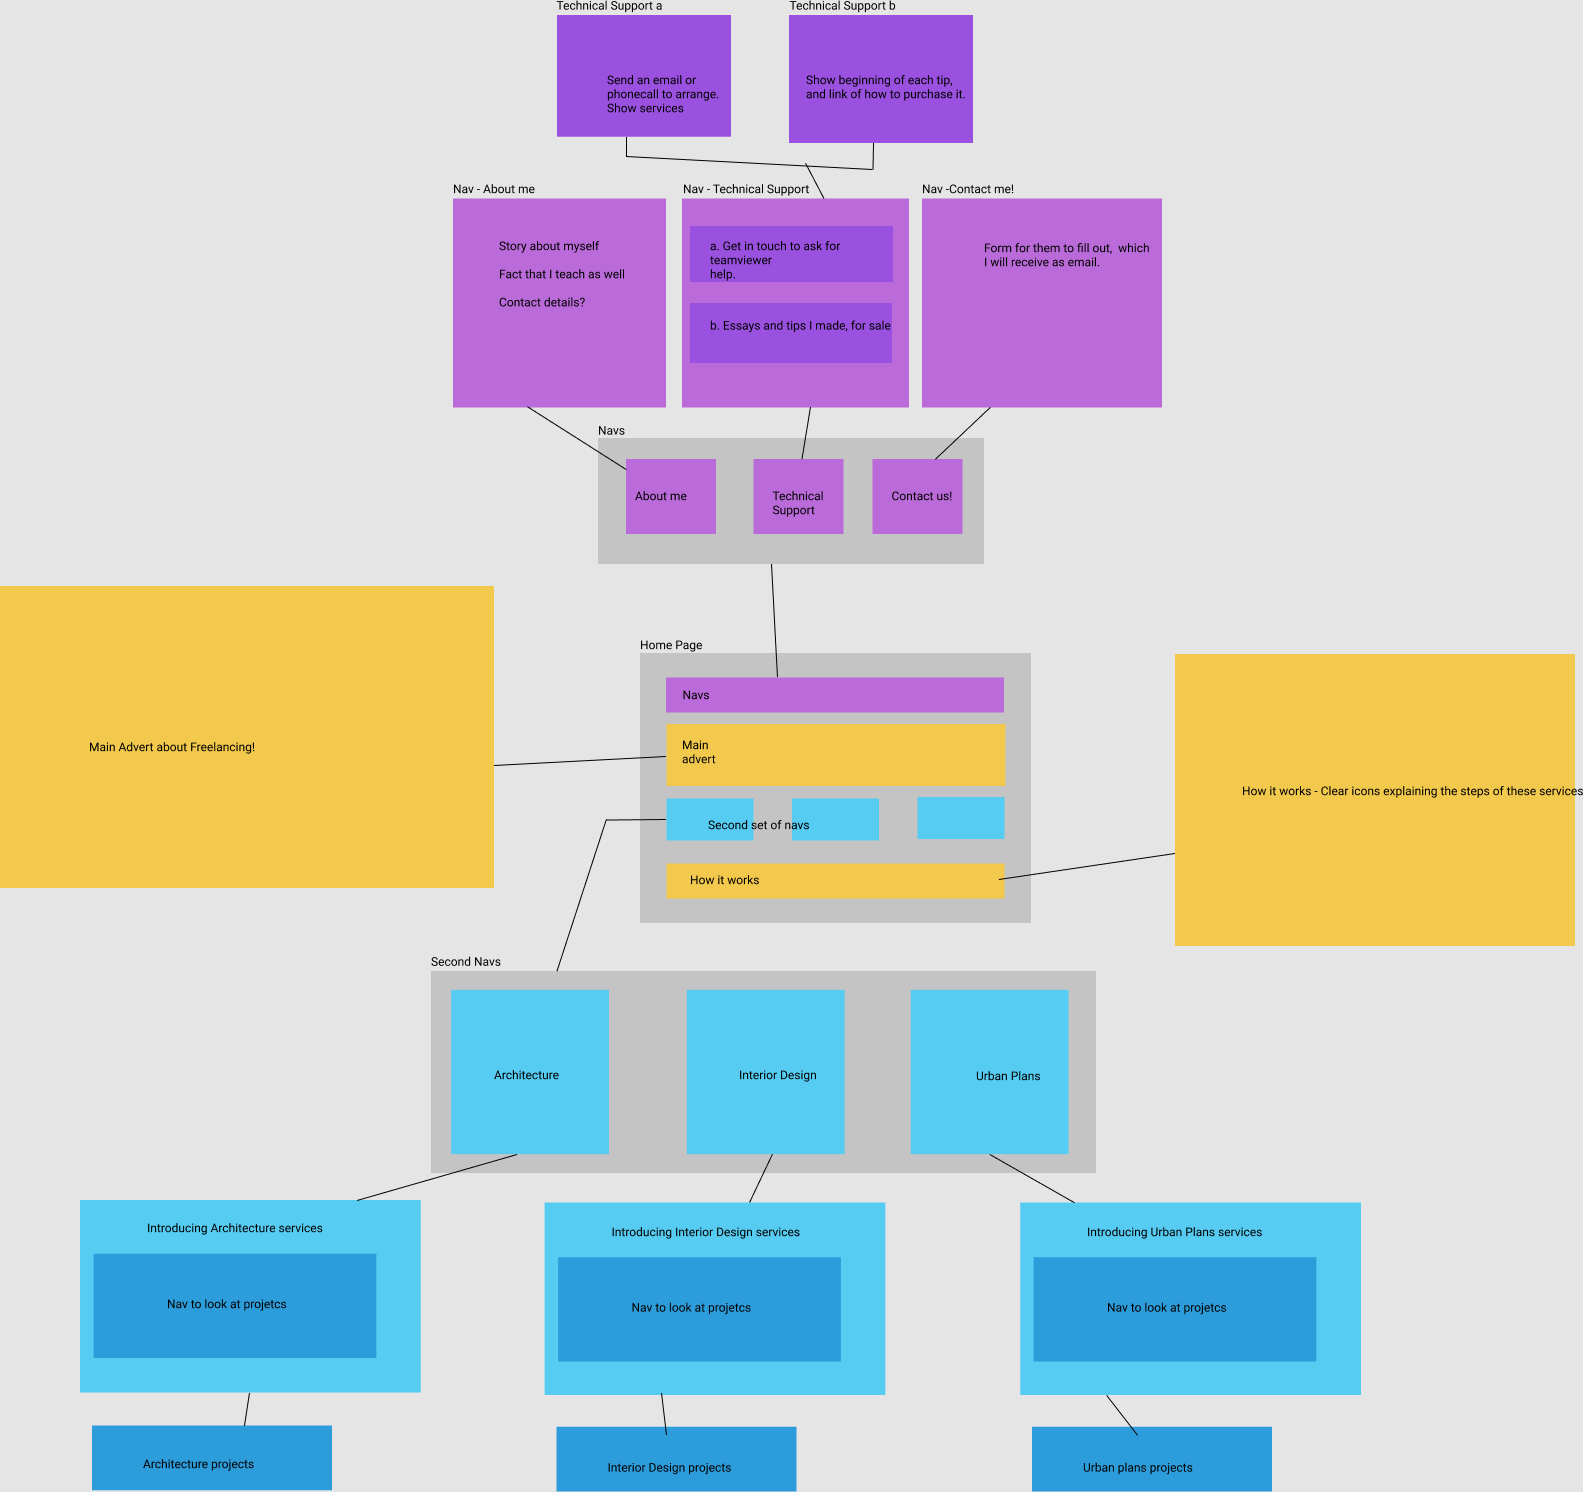 Technical Support a
Technical Support b
Send an email or
phonecall to arrange.
Show services
Show beginning of each tip,
and link of how to purchase it.
Nav - About me
Nav - Technical Support
Nav -Contact me!
Story about myself
Fact that I teach as well
Contact details?
a. Get in touch to ask for
teamviewer
help.
b. Essays and tips I made, for sale
Form for them to fill out,  which
I will receive as email.
Navs
About me
Technical
Support
Contact us!
Home Page
Navs
Main
advert
Second set of navs
How it works
Main Advert about Freelancing!
How it works - Clear icons explaining the steps of these services
Second Navs
Architecture
Interior Design
Urban Plans
Introducing Architecture services
Nav to look at projetcs
Introducing Interior Design services
Nav to look at projetcs
Introducing Urban Plans services
Nav to look at projetcs
Architecture projects
Interior Design projects
Urban plans projects